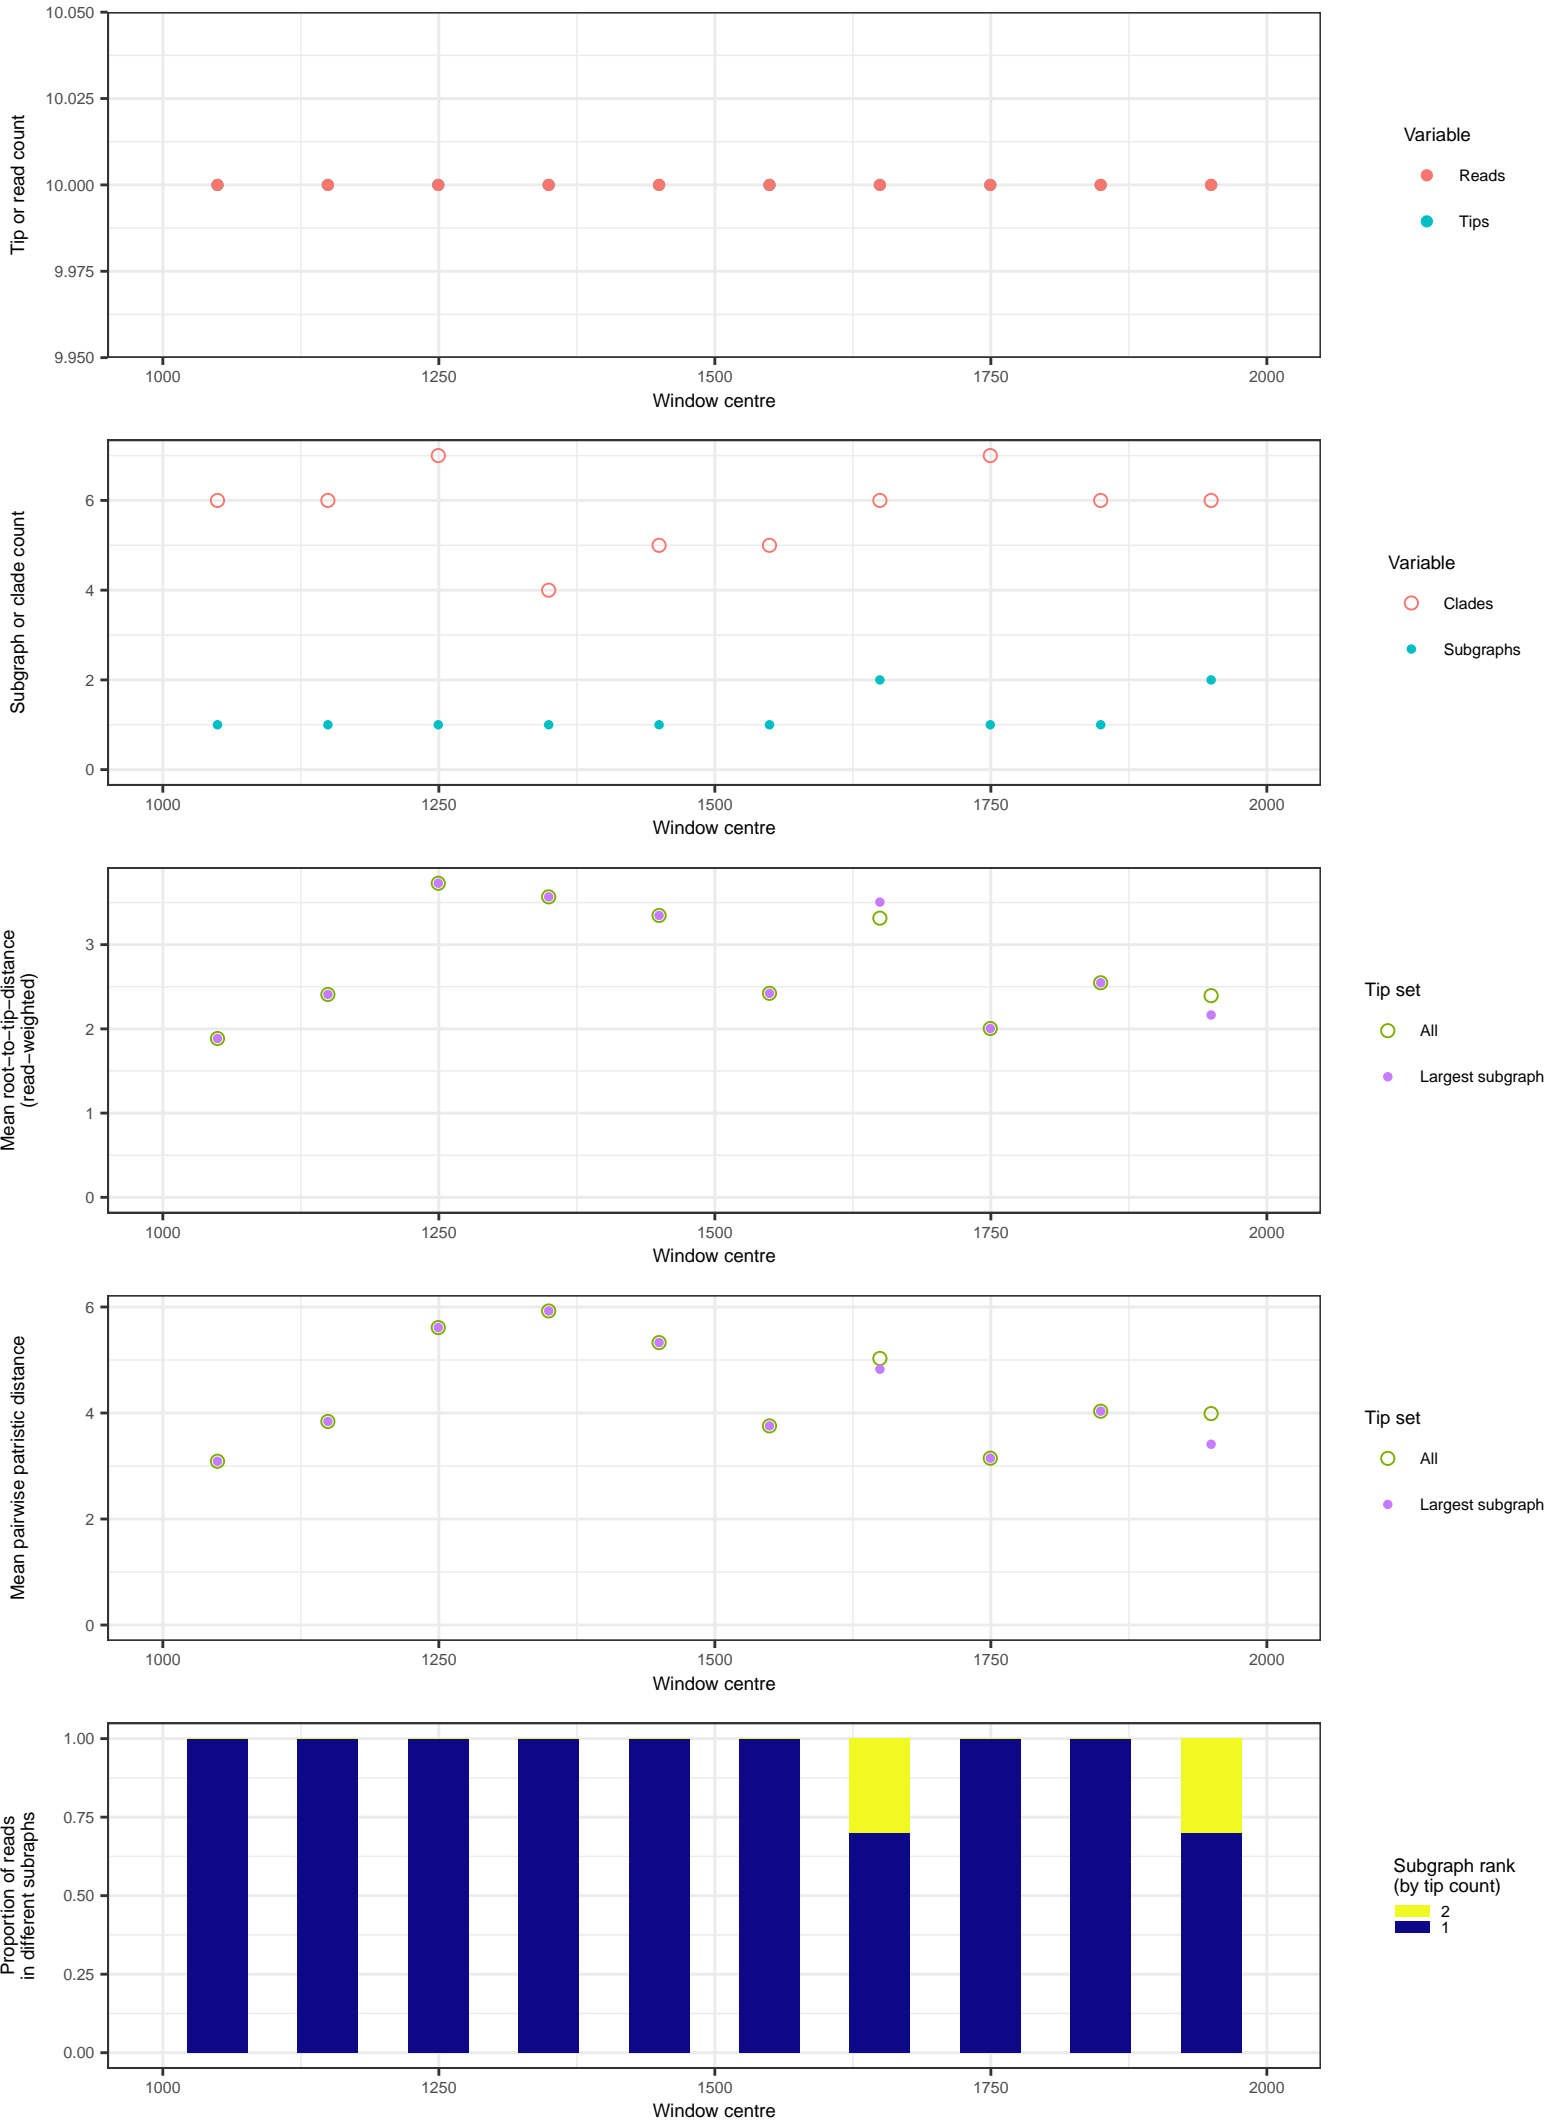 10.050
10.025
10.000
9.975
9.950
Tip or read count
1000 1250 1500 1750 2000
Window centre
Variable
Reads
Tips
6
4
2
0
Subgraph or clade count
1000 1250 1500 1750 2000
Window centre
Variable
Clades
Subgraphs
3
2
1
0
Mean root−to−tip−distance
(read−weighted)
1000 1250 1500 1750 2000
Window centre
Tip set
All
Largest subgraph
6
4
2
0
Mean pairwise patristic distance
1000 1250 1500 1750 2000
Window centre
Tip set
All
Largest subgraph
1.00
0.75
0.50
0.25
0.00
Proportion of reads
in different subraphs
1000 1250 1500 1750 2000
Window centre
Subgraph rank
(by tip count)
2
1